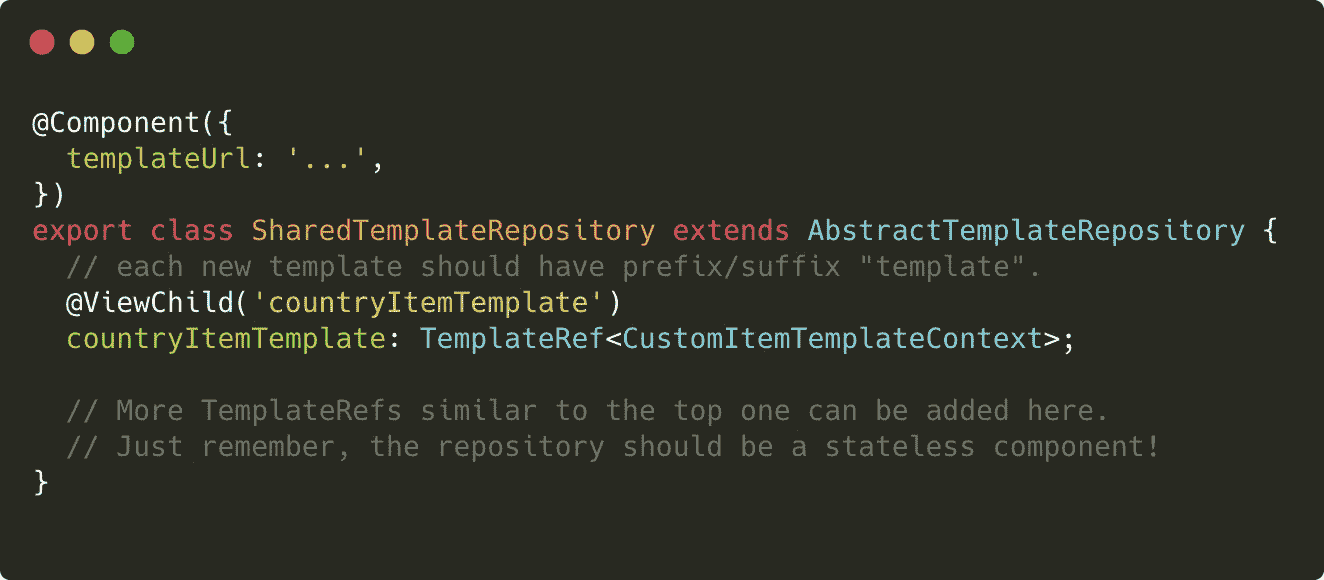 @Component({
  templateUrl: '...',
})
export class SharedTemplateRepository extends AbstractTemplateRepository {
  // each new template should have prefix/suffix "template".
  @ViewChild('countryItemTemplate')
  countryItemTemplate: TemplateRef<CustomItemTemplateContext>;
  // More TemplateRefs similar to the top one can be added here.
  // Just remember, the repository should be a stateless component!
}